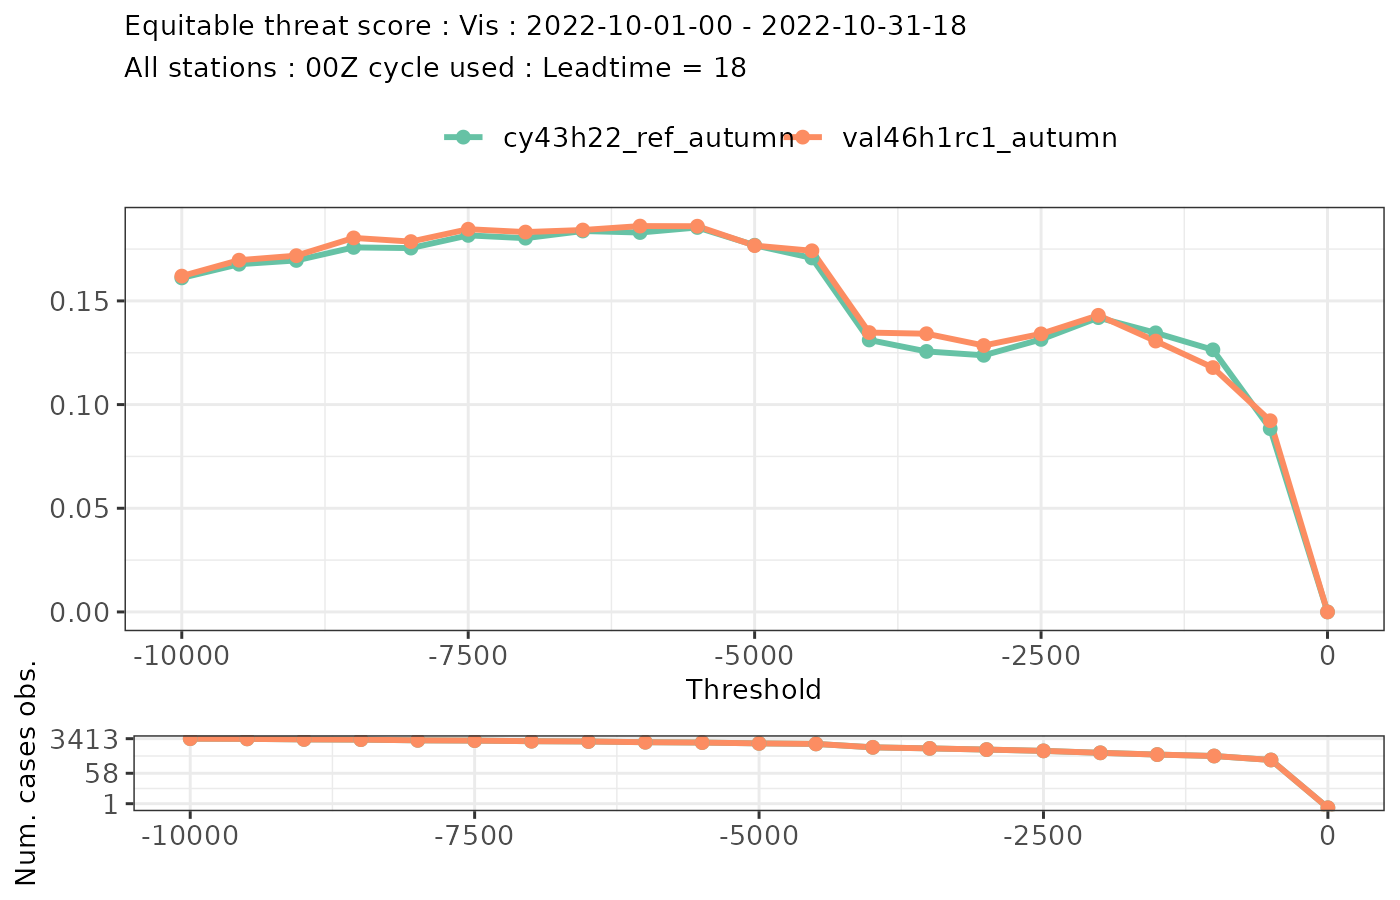 Equitable threat score : Vis : 2022-10-01-00 - 2022-10-31-18
All stations : 00Z cycle used : Leadtime = 18
cy43h22_ref_autumn val46h1rc1_autumn
0.15
0.10
0.05
0.00
-10000 -7500 -5000 -2500 0
Threshold
Num. cases obs.
3413
58
1
-10000 -7500 -5000 -2500 0